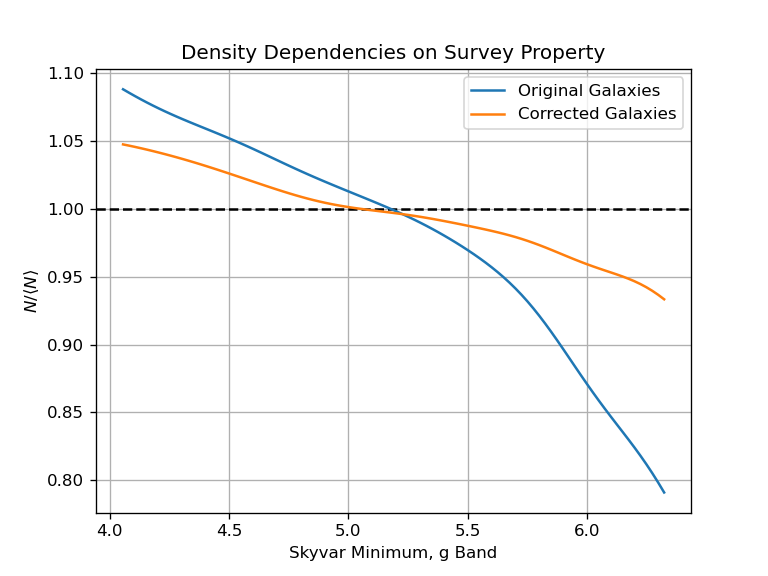 Density Dependencies on Survey Property
Original Galaxies
Corrected Galaxies
N/⟨N⟩
1.10
1.05
1.00
0.95
0.90
0.85
0.80
4.0 4.5 5.0 5.5 6.0
Skyvar Minimum, g Band